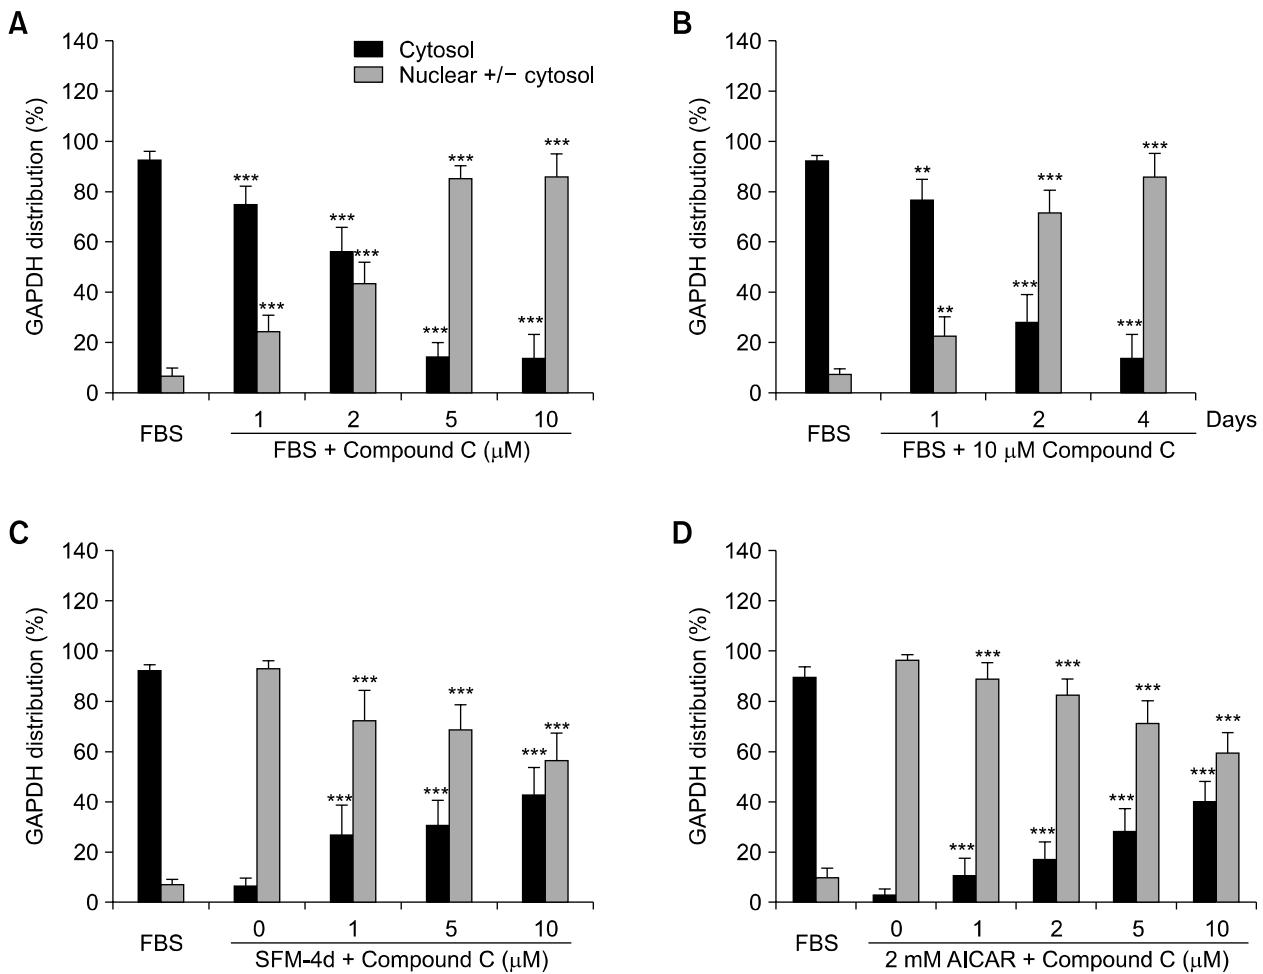 A
140
120
100
80
60
40
20
0
GAPDH distribution (%)
Cytosol
Nuclear +/− cytosol
***
***
***
***
***
***
***
***
FBS
1 2 5 10
FBS + Compound C (μM)
B
140
120
100
80
60
40
20
0
GAPDH distribution (%)
**
**
***
***
***
***
FBS
1 2 4 Days
FBS + 10 μM Compound C
C
140
120
100
80
60
40
20
0
GAPDH distribution (%)
***
***
***
***
***
***
FBS
0 1 5 10
SFM-4d + Compound C (μM)
D
140
120
100
80
60
40
20
0
GAPDH distribution (%)
***
***
***
***
***
***
***
***
FBS
0 1 2 5 10
2 mM AICAR + Compound C (μM)